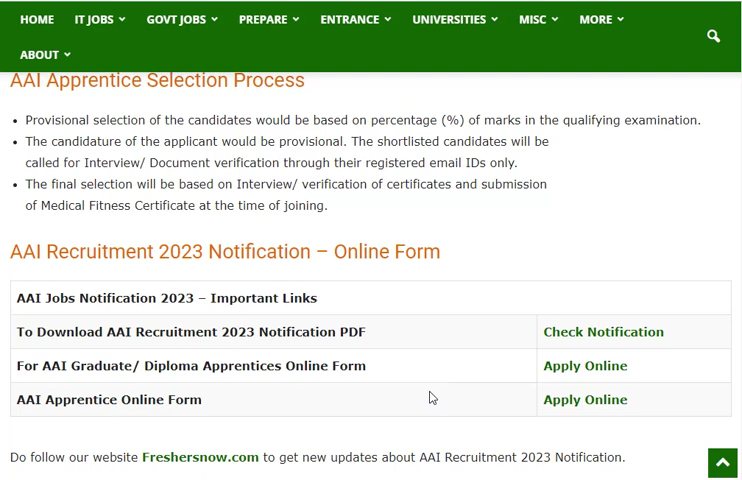 HOME IT JOBS GOVT JOBS PREPARE ENTRANCE UNIVERSITIES MISC MORE
ABOUT
AAI Apprentice Selection Process
• Provisional selection of the candidates would be based on percentage (%) of marks in the qualifying examination.
• The candidature of the applicant would be provisional. The shortlisted candidates will be
called for Interview/ Document verification through their registered email IDs only.
• The final selection will be based on Interview/ verification of certificates and submission
of Medical Fitness Certificate at the time of joining.
AAI Recruitment 2023 Notification – Online Form
AAI Jobs Notification 2023 – Important Links
To Download AAI Recruitment 2023 Notification PDF Check Notification
For AAI Graduate/ Diploma Apprentices Online Form Apply Online
AAI Apprentice Online Form Apply Online
Do follow our website Freshersnow.com to get new updates about AAI Recruitment 2023 Notification.